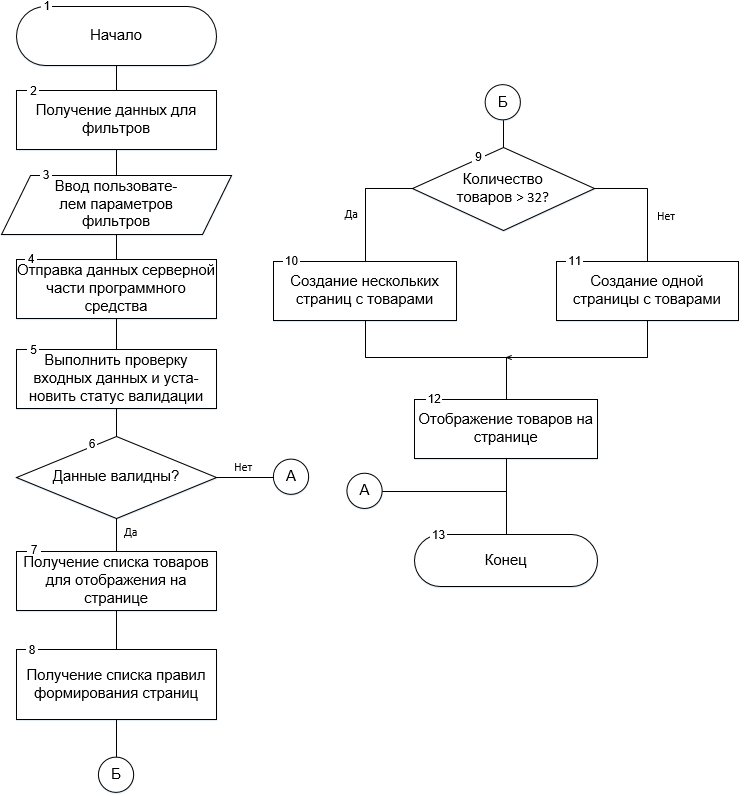 1
Начало
2
Получение данных для
фильтров
3
Ввод пользовате-
лем параметров
фильтров
4
Отправка данных серверной
части программного
средства
5
Выполнить проверку
входных данных и уста-
новить статус валидации
6
Данные валидны?
Нет
А
Да
7
Получение списка товаров
для отображения на
странице
8
Получение списка правил
формирования страниц
Б
Б
9
Количество
товаров > 32?
Да
Нет
10
Создание нескольких
страниц с товарами
11
Создание одной
страницы с товарами
12
Отображение товаров на
странице
А
13
Конец